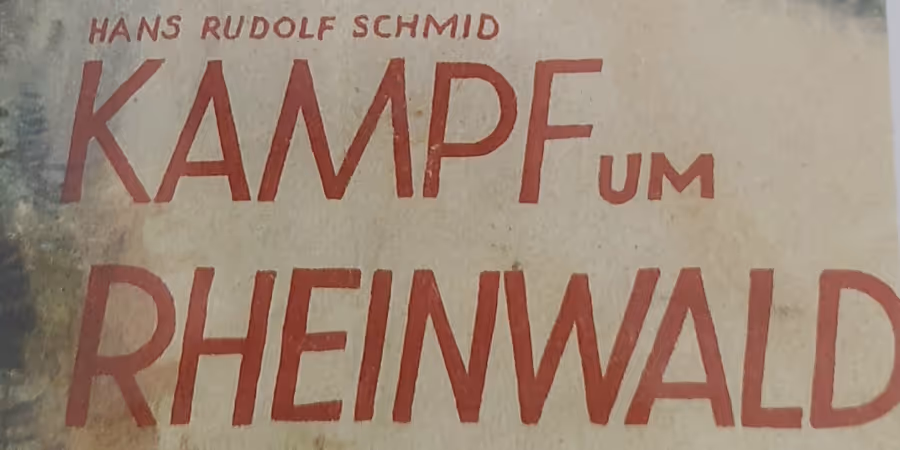 HANS RUDOLF SCHMID
KAMPF UM
RHEINWALD